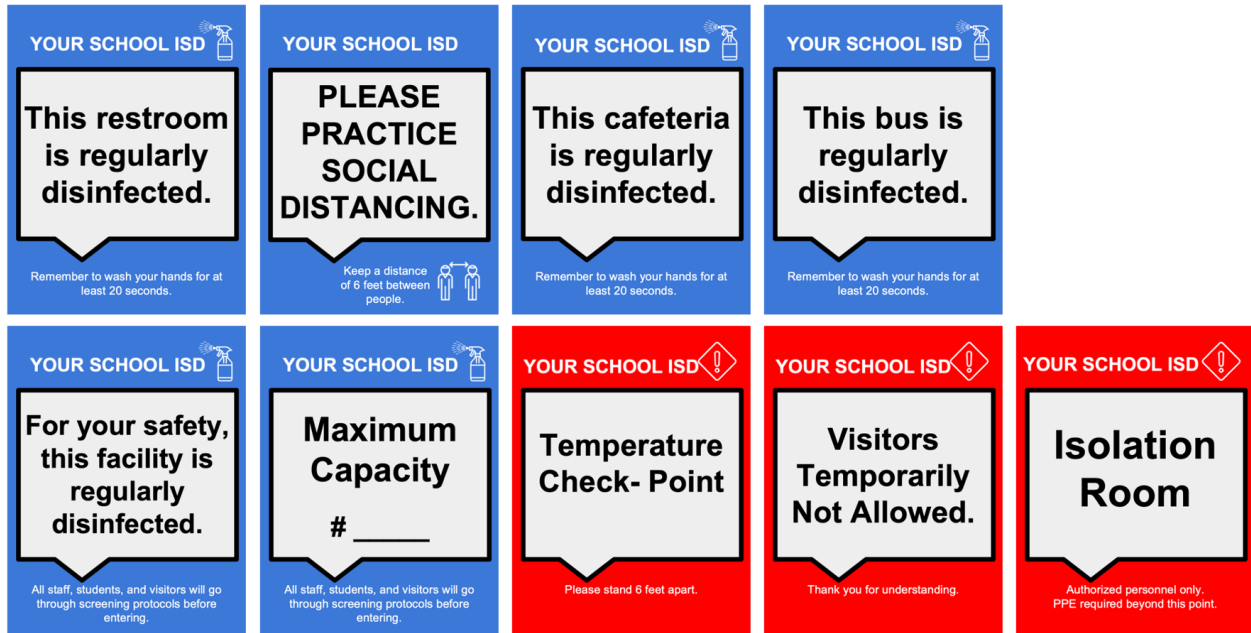 YOUR SCHOOL ISD
This restroom
is regularly
disinfected.
Remember to wash your hands for at
least 20 seconds.
YOUR SCHOOL ISD
PLEASE
PRACTICE
SOCIAL
DISTANCING.
Keep a distance
of 6 feet between
people.
YOUR SCHOOL ISD
This cafeteria
is regularly
disinfected.
Remember to wash your hands for at
least 20 seconds.
YOUR SCHOOL ISD
This bus is
regularly
disinfected.
Remember to wash your hands for at
least 20 seconds.
YOUR SCHOOL ISD
For your safety,
this facility is
regularly
disinfected.
All staff, students, and visitors will go
through screening protocols before
entering.
YOUR SCHOOL ISD
Maximum
Capacity
# _____
All staff, students, and visitors will go
through screening protocols before
entering.
YOUR SCHOOL ISD
Temperature
Check- Point
Please stand 6 feet apart.
YOUR SCHOOL ISD
Visitors
Temporarily
Not Allowed.
Thank you for understanding.
YOUR SCHOOL ISD
Isolation
Room
Authorized personnel only.
PPE required beyond this point.